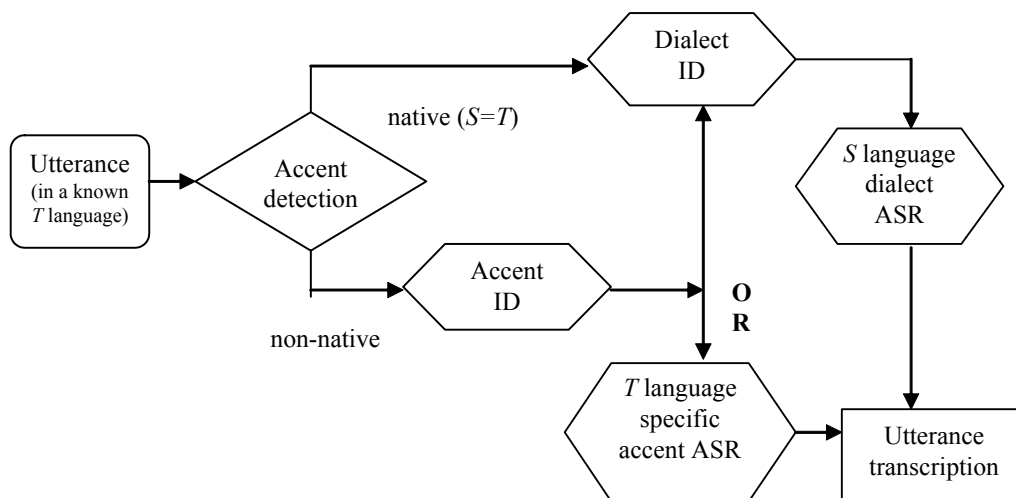 Dialect
ID
native (S=T)
Utterance
(in a known
T language)
Accent
detection
S language
dialect
ASR
Accent
ID
O
R
non-native
T language
specific
accent ASR
Utterance
transcription